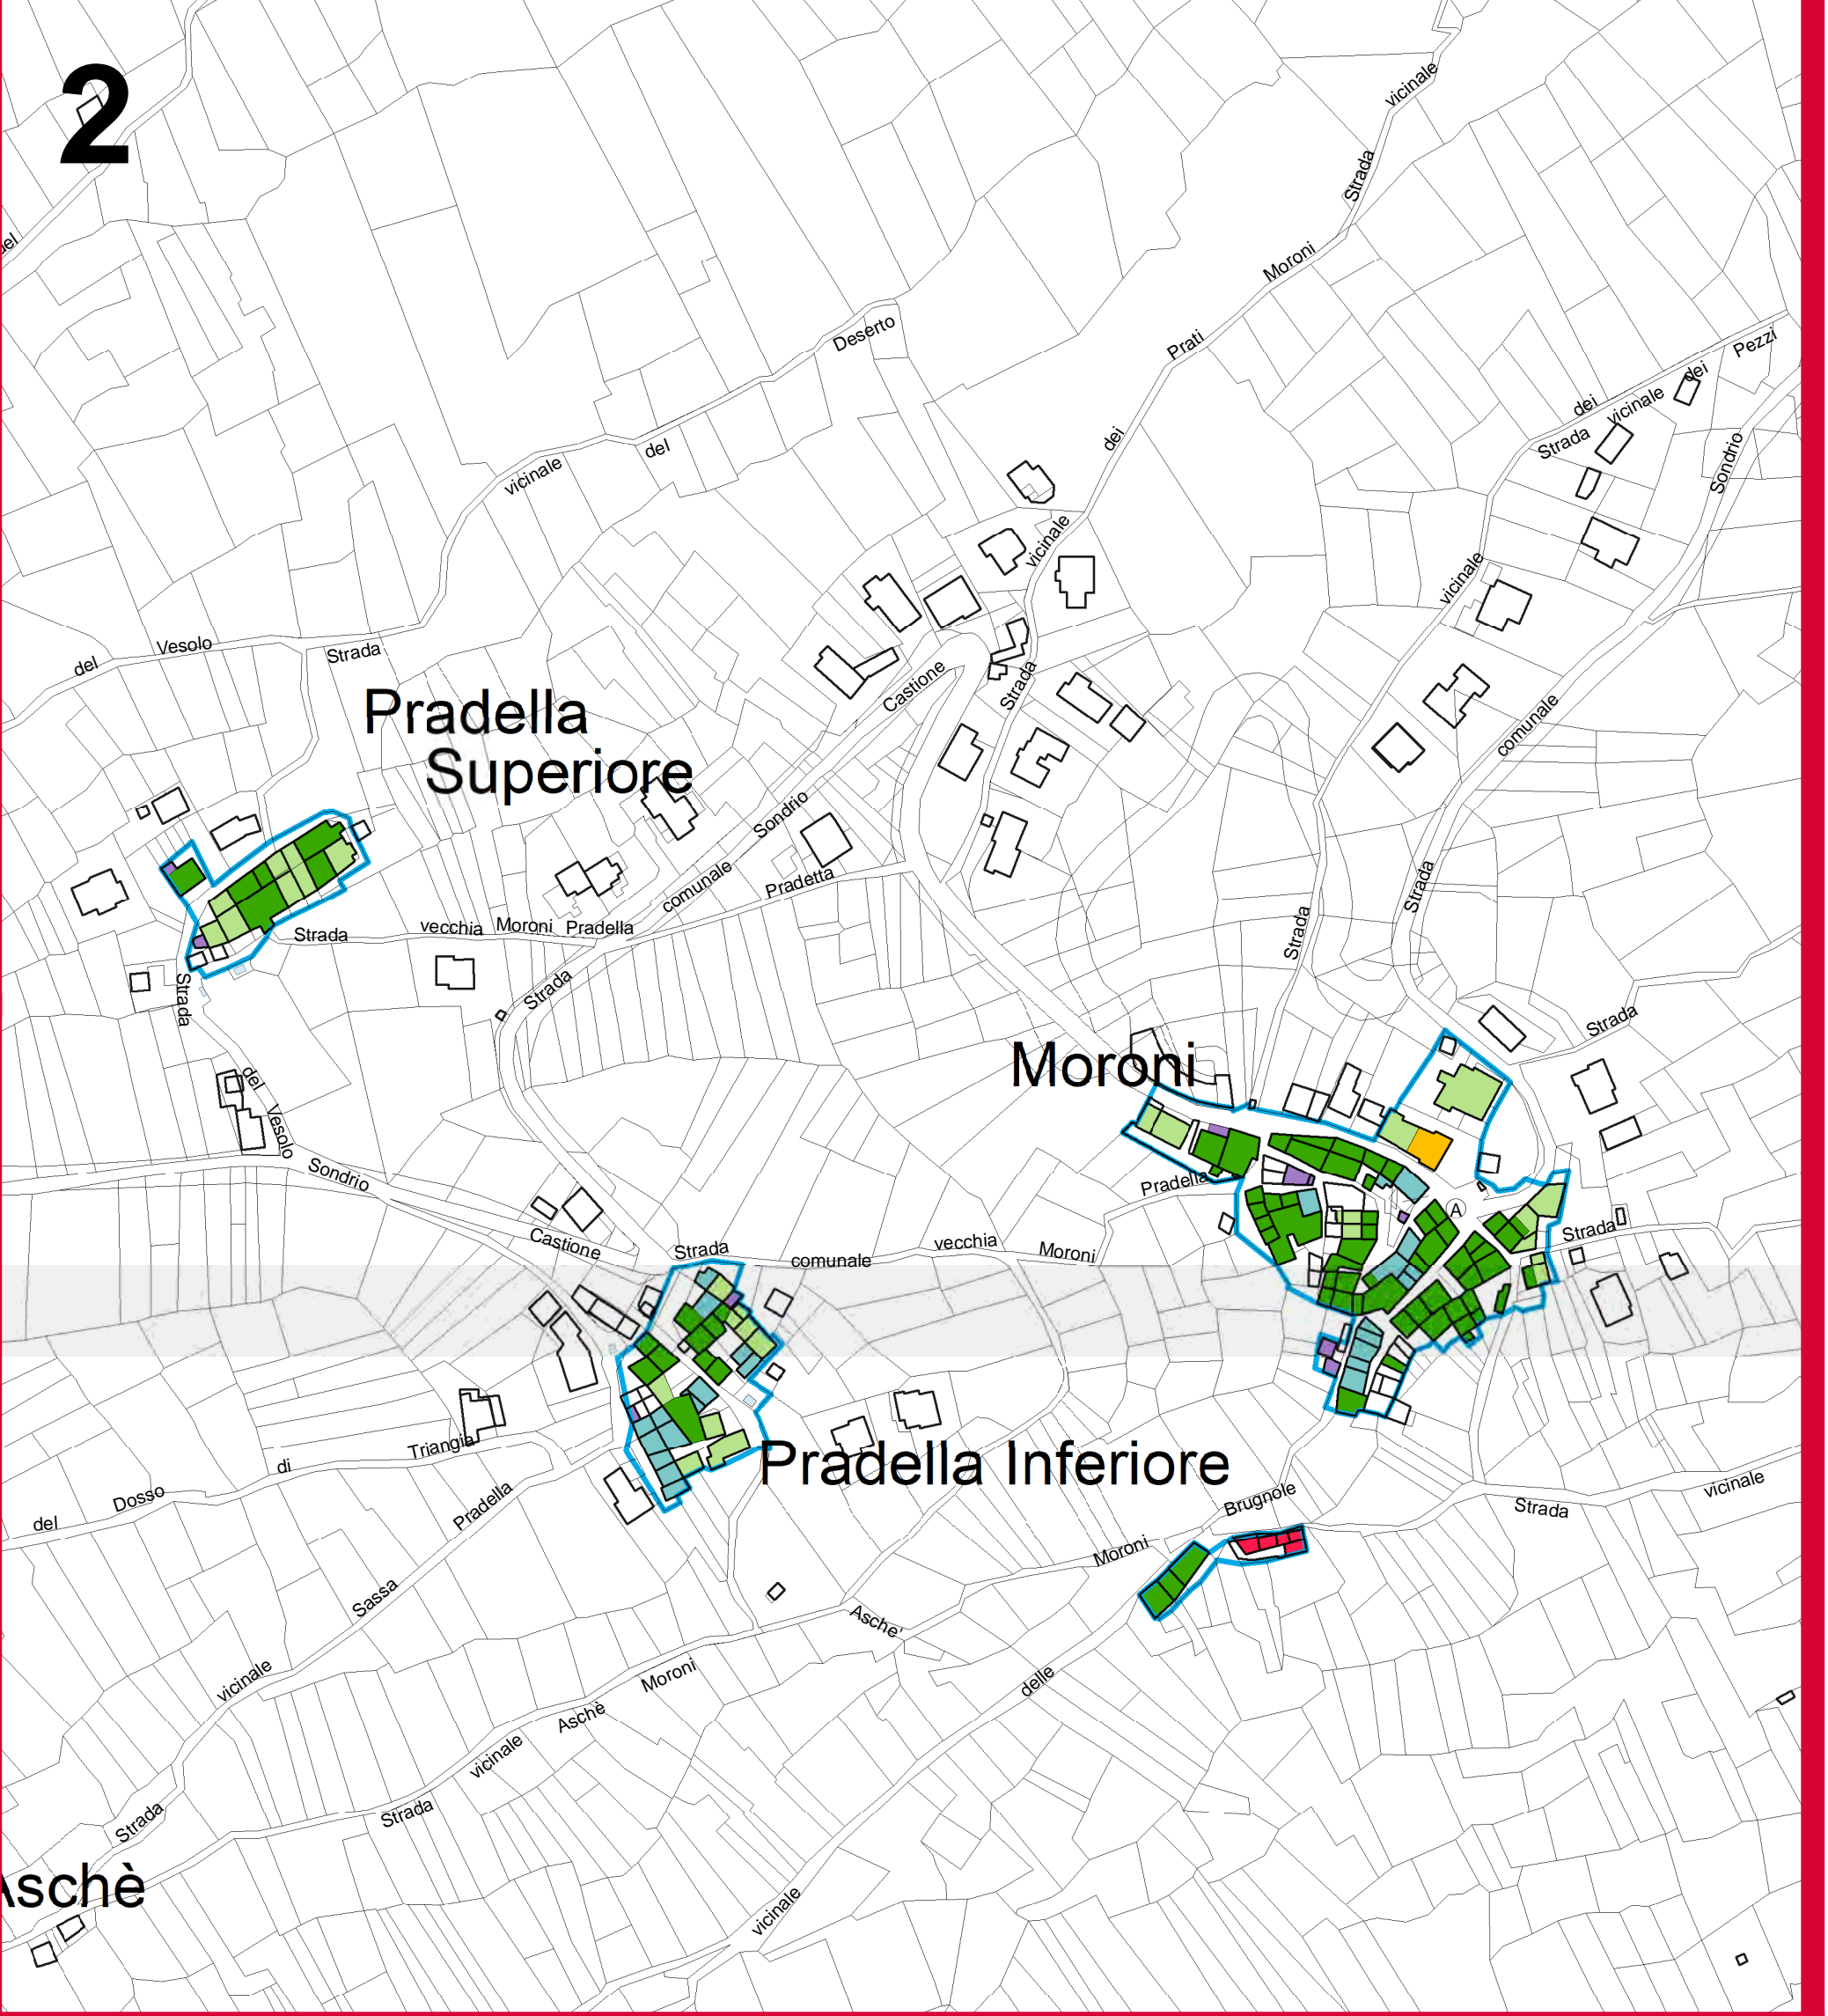 2
vicinale
Strada
Moroni
Prati
dei
vicinale
Strada
del
Deserto
del
vicinale
Strada
Vesolo
del
Pezzi
dei
vicinale
dei
Strada
Sondrio
vicinale
comunale
Strada
Strada
Pradella
Superiore
Castione
Sondrio
comunale
Strada
Pradetta
Strada
vecchia
Moroni
Pradella
Strada
del
Vesolo
Sondrio
Castione
Moroni
Strada
Pradella
A
Strada
Strada
comunale
vecchia
Moroni
Pradella Inferiore
Triangia
di
Dosso
del
Pradella
Sassa
vicinale
Strada
Brugnole
Moroni
Strada
vicinale
Asche'
Moroni
Aschè
vicinale
Strada
delle
vicinale
Aschè